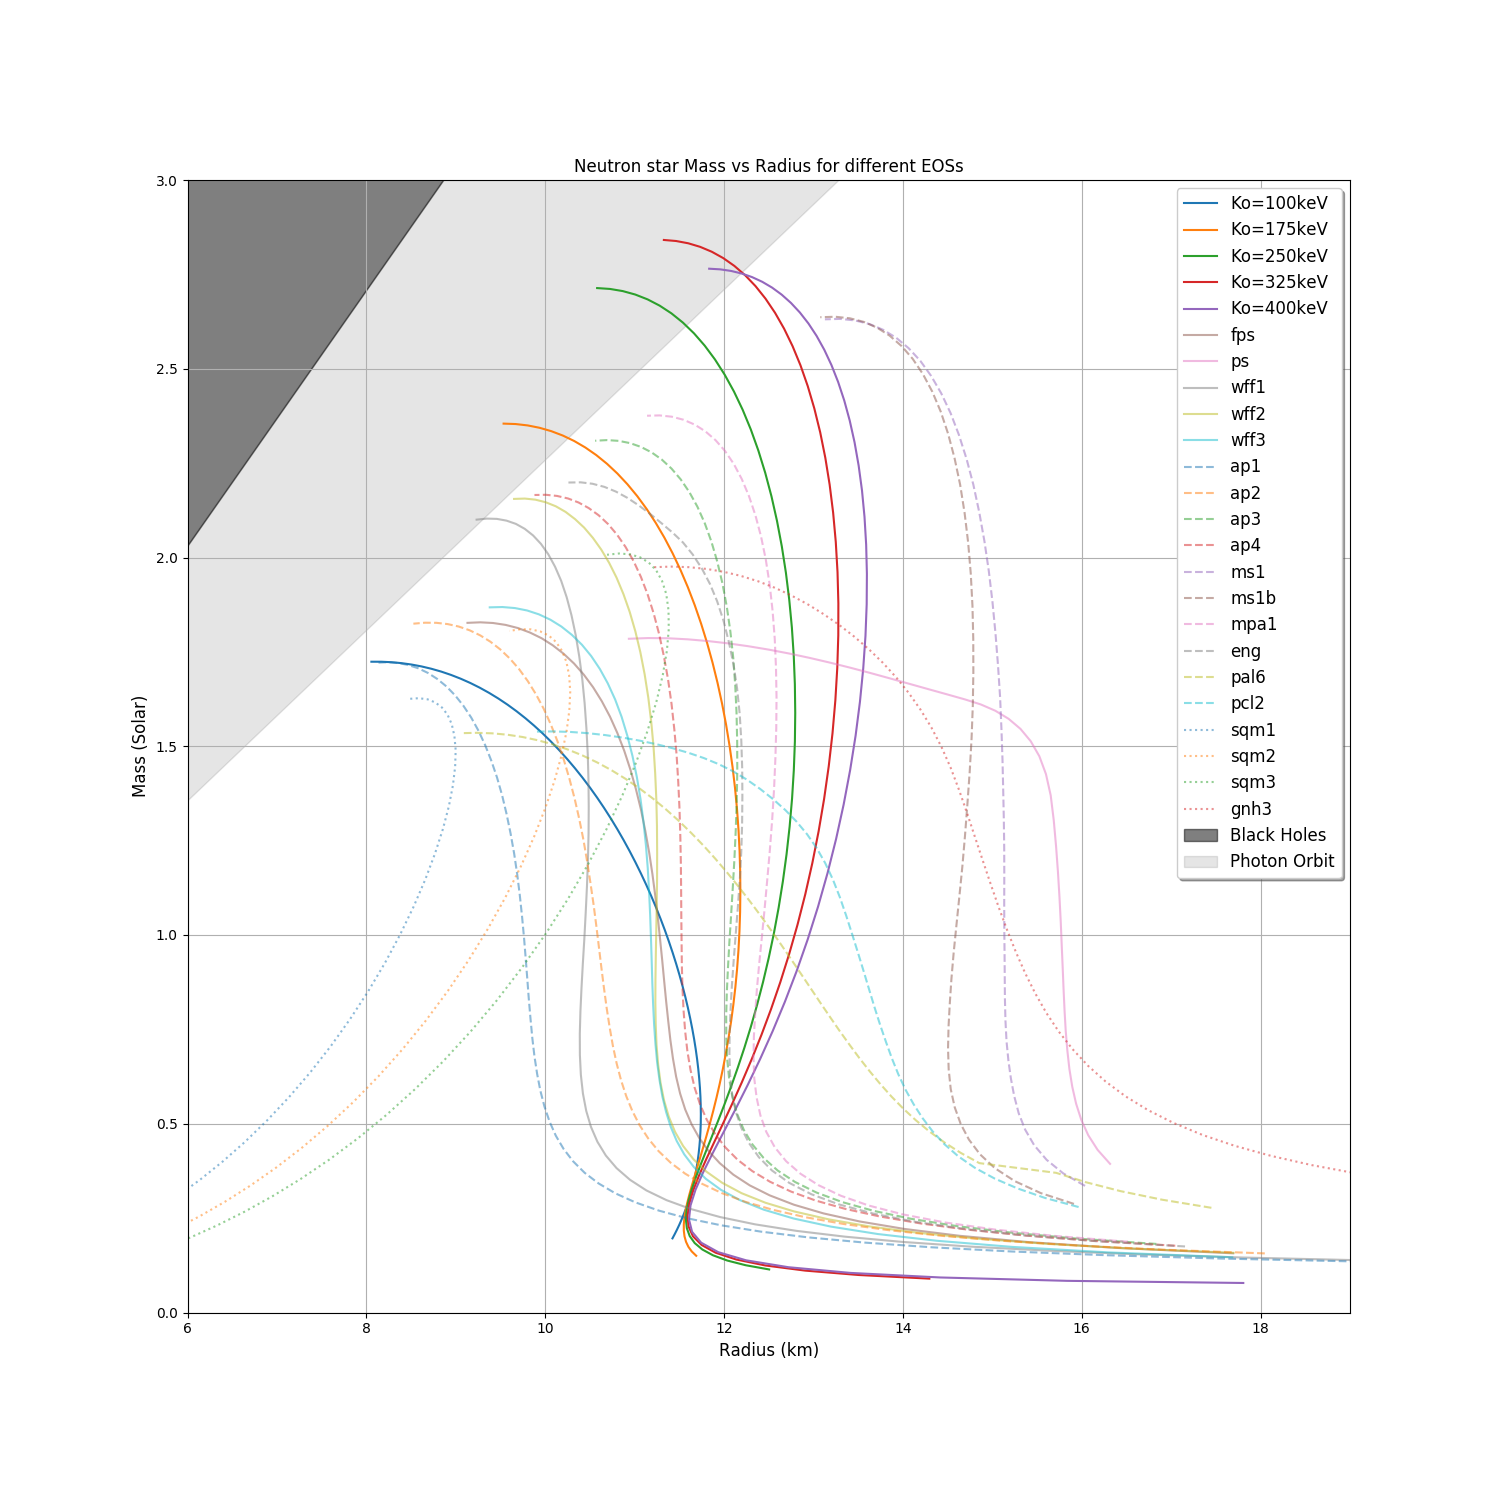 Neutron star Mass vs Radius for different EOSs
3.0
2.5
2.0
1.5
1.0
0.5
0.0
Mass (Solar)
6 8 10 12 14 16 18
Radius (km)
Ko=100keV
Ko=175keV
Ko=250keV
Ko=325keV
Ko=400keV
fps
ps
wff1
wff2
wff3
ap1
ap2
ap3
ap4
ms1
ms1b
mpa1
eng
pal6
pcl2
sqm1
sqm2
sqm3
gnh3
Black Holes
Photon Orbit